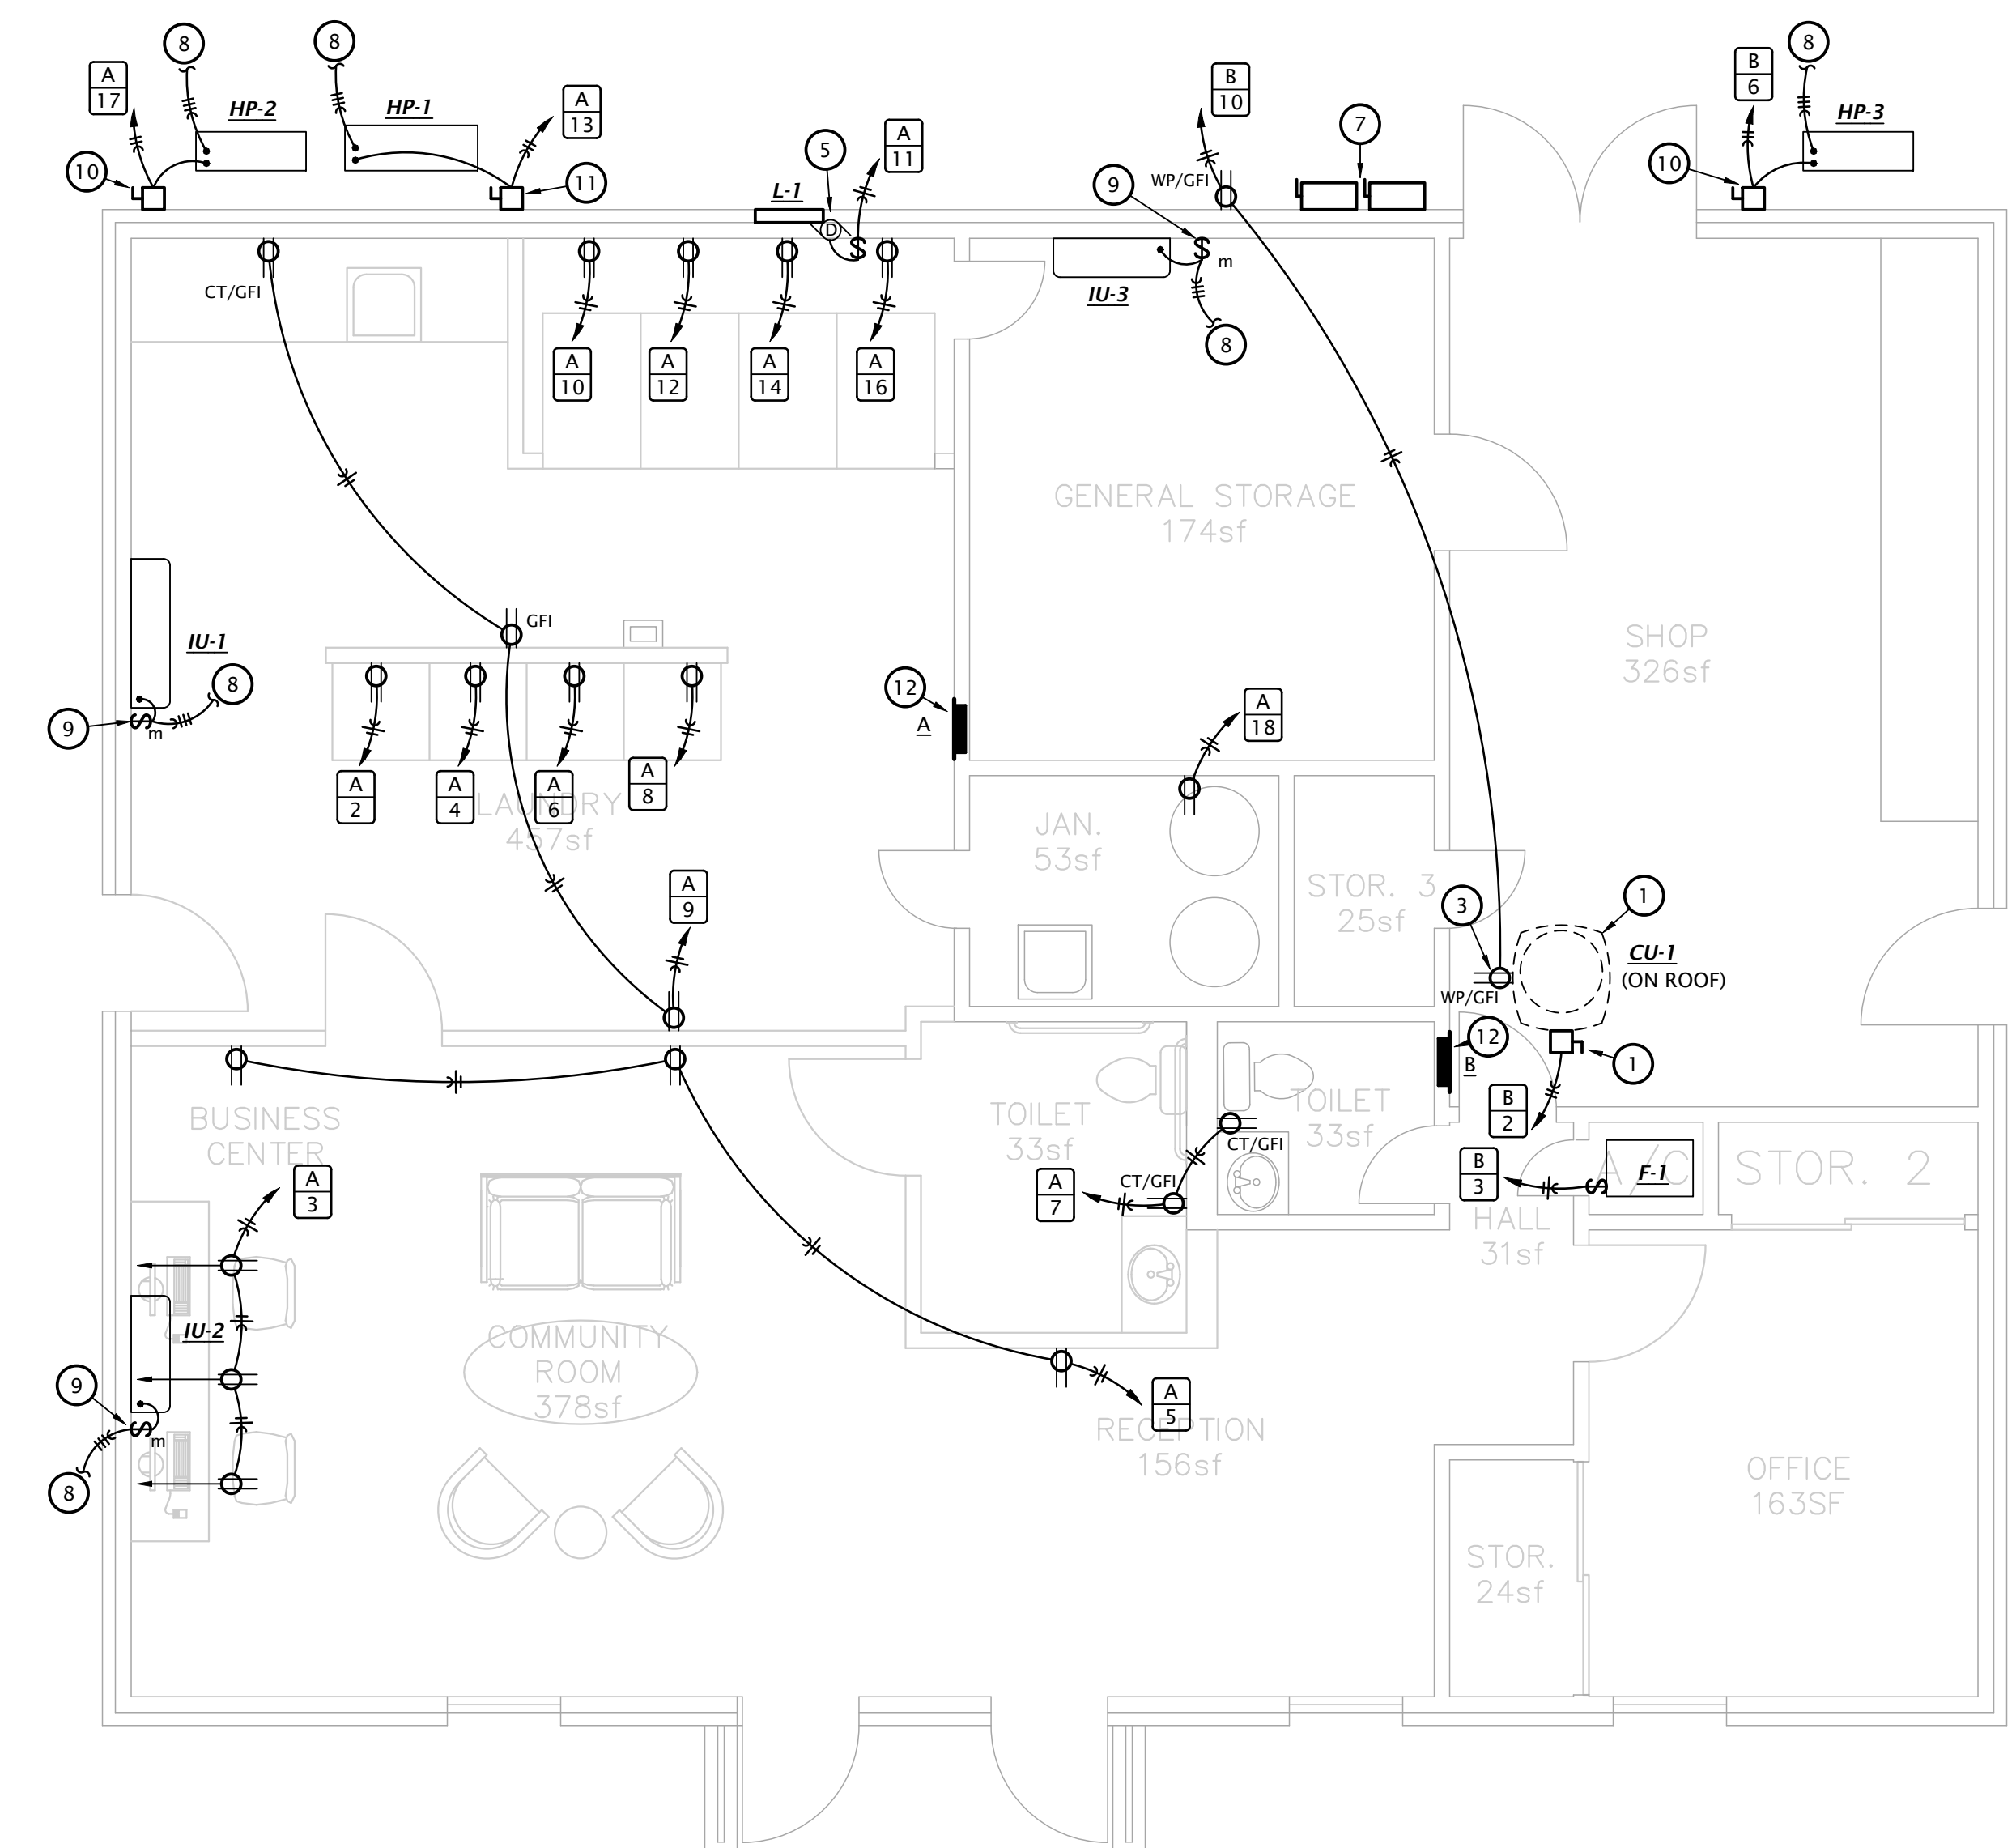 8
8
8
A
17
HP-2
HP-1
A
13
B
10
7
B
6
HP-3
10
11
L-1
5
A
11
9
WP/GFI
10
D
m
CT/GFI
IU-3
8
A
10
A
12
A
14
A
16
GENERAL STORAGE
174sf
GFI
IU-1
8
9
m
SHOP
326sf
12
A
A
18
A
2
A
4
A
6
A
8
LAUNDRY
457sf
JAN.
53sf
STOR. 3
25sf
A
9
3
1
CU-1
(ON ROOF)
WP/GFI
12
B
1
B
2
BUSINESS
CENTER
TOILET
33sf
TOILET
33sf
CT/GFI
CT/GFI
A
7
B
3
A/C
F-1
STOR. 2
HALL
31sf
A
3
IU-2
COMMUNITY
ROOM
378sf
9
m
8
A
5
RECEPTION
156sf
OFFICE
163SF
STOR.
24sf